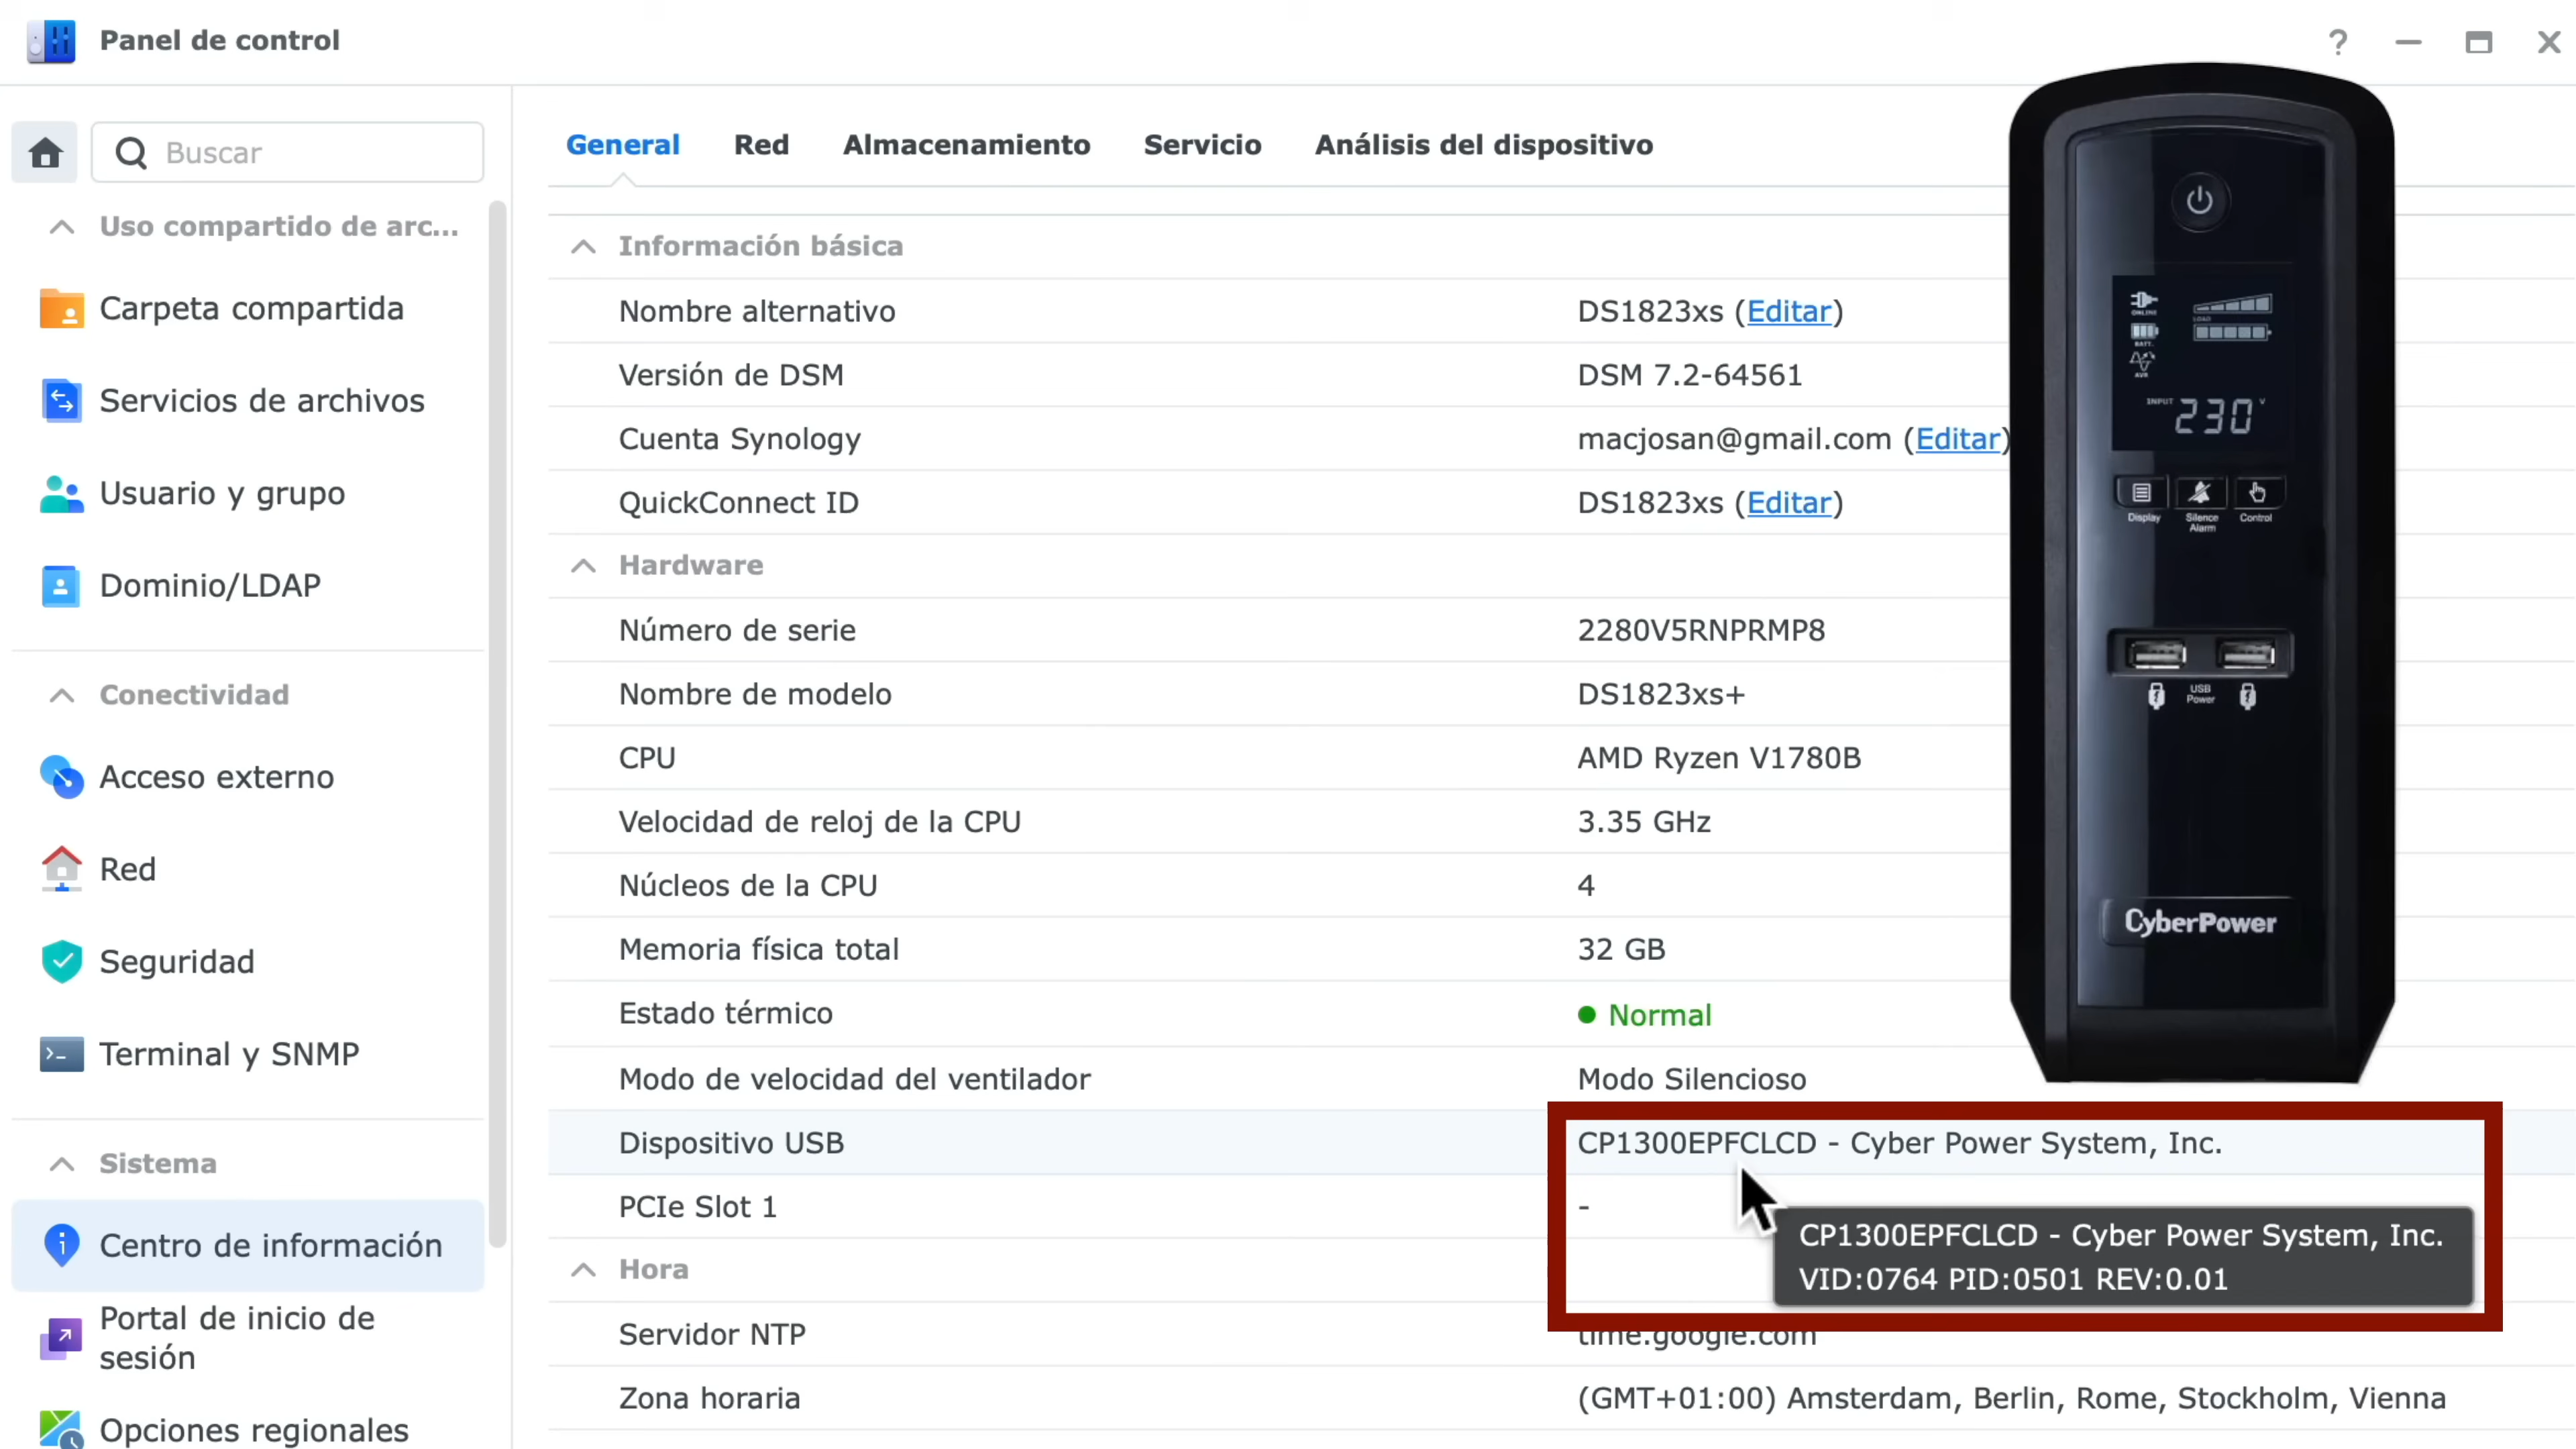 Panel de control
Buscar
Uso compartido de arc...
Carpeta compartida
Servicios de archivos
Usuario y grupo
Dominio/LDAP
Conectividad
Acceso externo
Red
Seguridad
Terminal y SNMP
Sistema
Centro de información
Portal de inicio de
sesión
Opciones regionales
General Red Almacenamiento Servicio Análisis del dispositivo
Información básica
Nombre alternativo DS1823xs (Editar)
Versión de DSM DSM 7.2-64561
Cuenta Synology macjosan@gmail.com (Editar)
QuickConnect ID DS1823xs (Editar)
Hardware
Número de serie 2280V5RNPRMP8
Nombre de modelo DS1823xs+
CPU AMD Ryzen V1780B
Velocidad de reloj de la CPU 3.35 GHz
Núcleos de la CPU 4
Memoria física total 32 GB
Estado térmico Normal
Modo de velocidad del ventilador Modo Silencioso
Dispositivo USB CP1300EPFCLCD - Cyber Power System, Inc.
PCIe Slot 1 -
CP1300EPFCLCD - Cyber Power System, Inc.
VID:0764 PID:0501 REV:0.01
Hora
Servidor NTP time.google.com
Zona horaria (GMT+01:00) Amsterdam, Berlin, Rome, Stockholm, Vienna
ONLINE
LOAD
BATT.
AVR
INPUT 230 V
Display Silence Alarm Control
USB Power
CyberPower